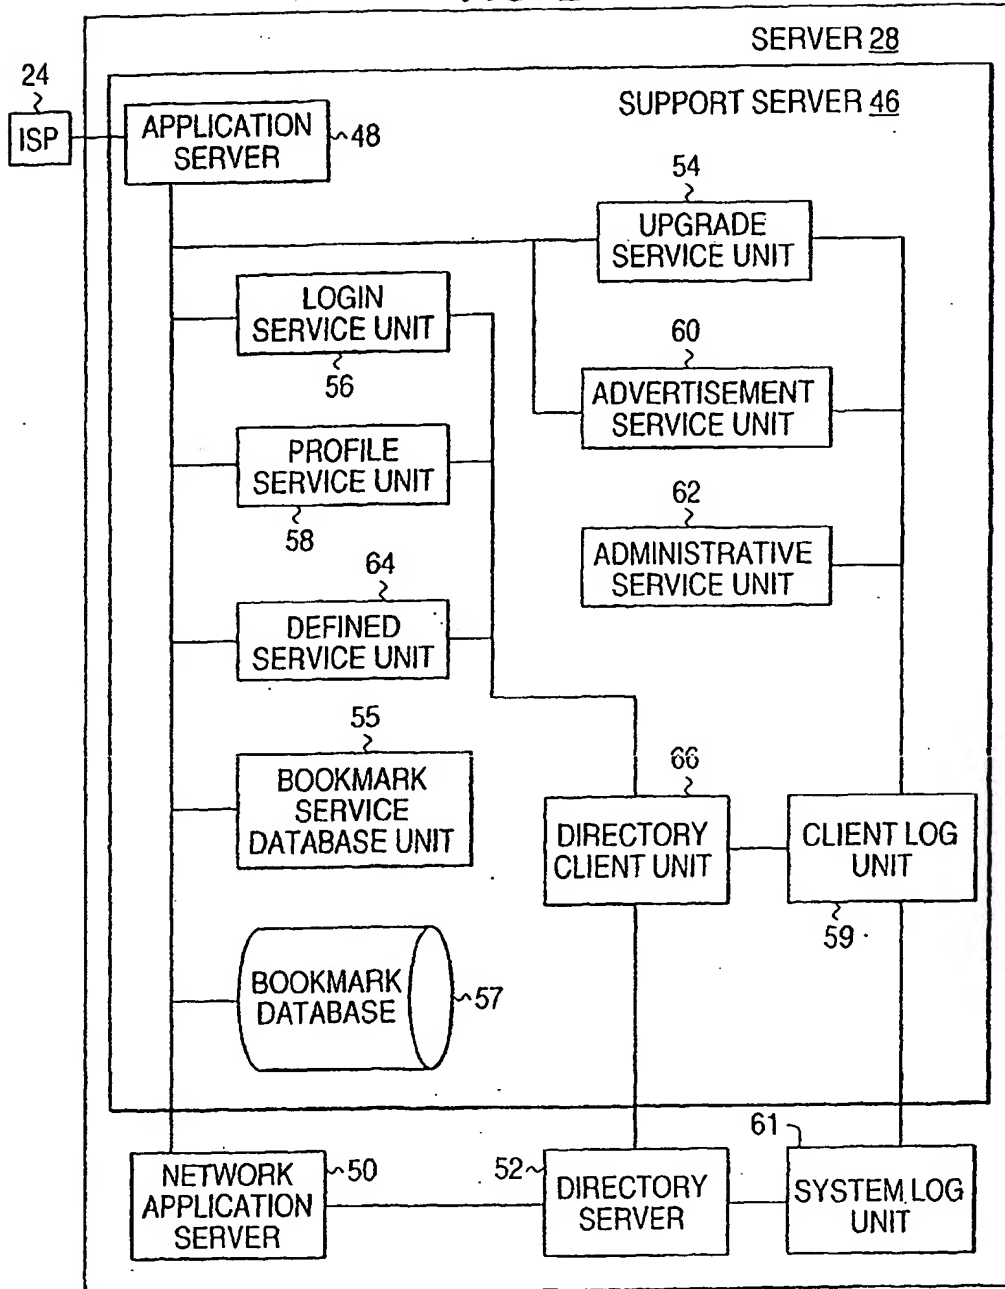 SERVER 28
24
SUPPORT SERVER 46
ISP
APPLICATION
SERVER
48
54
UPGRADE
SERVICE UNIT
LOGIN
SERVICE UNIT
56
60
ADVERTISEMENT
SERVICE UNIT
PROFILE
SERVICE UNIT
58
62
ADMINISTRATIVE
SERVICE UNIT
64
DEFINED
SERVICE UNIT
55
BOOKMARK
SERVICE
DATABASE UNIT
66
DIRECTORY
CLIENT UNIT
CLIENT LOG
UNIT
59
BOOKMARK
DATABASE
57
61
NETWORK
APPLICATION
SERVER
50
52
DIRECTORY
SERVER
SYSTEM LOG
UNIT